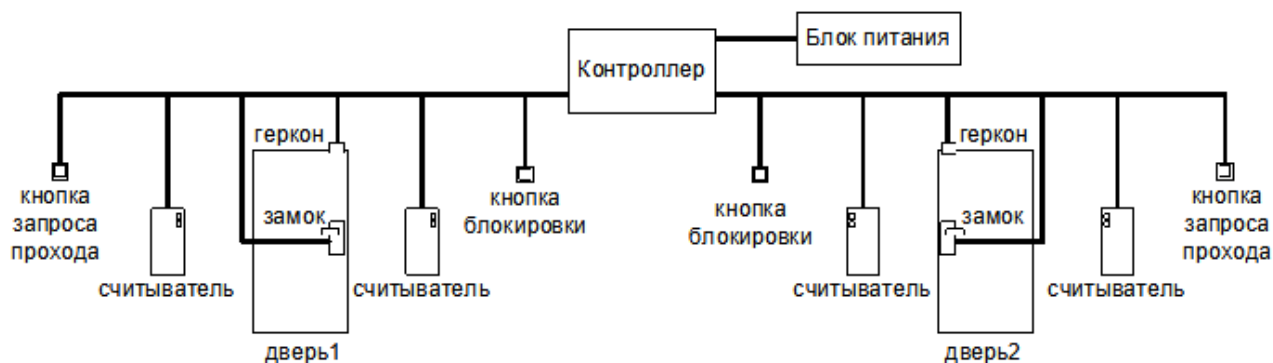 Блок питания
Контроллер
геркон
геркон
кнопка
запроса
прохода
замок
кнопка
блокировки
кнопка
блокировки
замок
кнопка
запроса
прохода
считыватель
считыватель
считыватель
считыватель
дверь1
дверь2